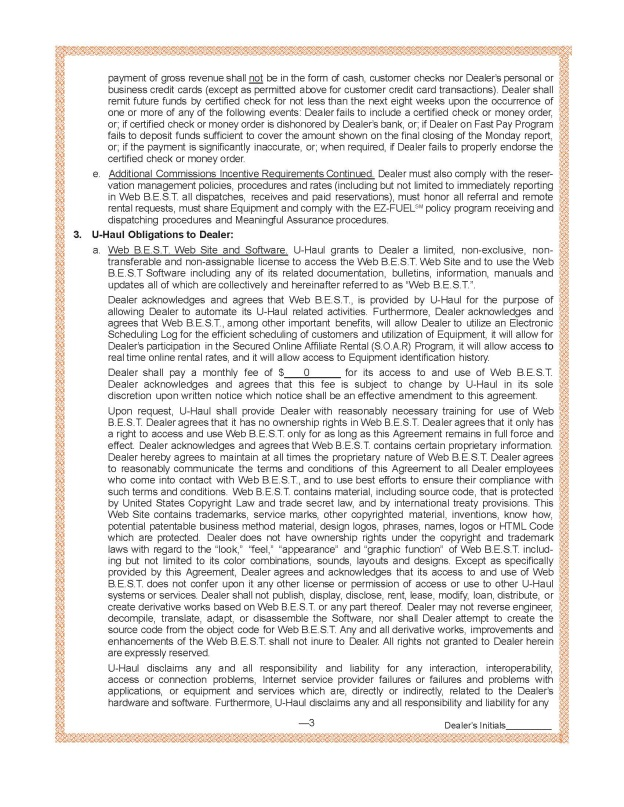 payment of gross revenue shall not be in the form of cash, customer checks nor Dealer's personal or
business credit cards (except as permitted above for customer credit card transactions). Dealer shall
remit future funds by certified check for not less than the next eight weeks upon the occurrence of
one or more of any of the following events: Dealer fails to include a certified check or money order,
or; if certified check or money order is dishonored by Dealer's bank, or; if Dealer on Fast Pay Program
fails to deposit funds sufficient to cover the amount shown on the final closing of the Monday report,
or; if the payment is significantly inaccurate, or; when required, if Dealer fails to properly endorse the
certified check or money order.
e. Additional Commissions Incentive Requirements Continued. Dealer must also comply with the reser-
vation management policies, procedures and rates (including but not limited to immediately reporting
in Web B.E.S.T. all dispatches, receives and paid reservations), must honor all referral and remote
rental requests, must share Equipment and comply with the EZ-FUEL℠ policy program receiving and
dispatching procedures and Meaningful Assurance procedures.
3. U-Haul Obligations to Dealer:
a. Web B.E.S.T. Web Site and Software. U-Haul grants to Dealer a limited, non-exclusive, non-
transferable and non-assignable license to access the Web B.E.S.T. Web Site and to use the Web
B.E.S.T Software including any of its related documentation, bulletins, information, manuals and
updates all of which are collectively and hereinafter referred to as "Web B.E.S.T.".
Dealer acknowledges and agrees that Web B.E.S.T., is provided by U-Haul for the purpose of
allowing Dealer to automate its U-Haul related activities. Furthermore, Dealer acknowledges and
agrees that Web B.E.S.T., among other important benefits, will allow Dealer to utilize an Electronic
Scheduling Log for the efficient scheduling of customers and utilization of Equipment, it will allow for
Dealer's participation in the Secured Online Affiliate Rental (S.O.A.R) Program, it will allow access to
real time online rental rates, and it will allow access to Equipment identification history.
Dealer shall pay a monthly fee of $___0_____ for its access to and use of Web B.E.S.T.
Dealer acknowledges and agrees that this fee is subject to change by U-Haul in its sole
discretion upon written notice which notice shall be an effective amendment to this agreement.
Upon request, U-Haul shall provide Dealer with reasonably necessary training for use of Web
B.E.S.T. Dealer agrees that it has no ownership rights in Web B.E.S.T. Dealer agrees that it only has
a right to access and use Web B.E.S.T. only for as long as this Agreement remains in full force and
effect. Dealer acknowledges and agrees that Web B.E.S.T. contains certain proprietary information.
Dealer hereby agrees to maintain at all times the proprietary nature of Web B.E.S.T. Dealer agrees
to reasonably communicate the terms and conditions of this Agreement to all Dealer employees
who come into contact with Web B.E.S.T., and to use best efforts to ensure their compliance with
such terms and conditions. Web B.E.S.T. contains material, including source code, that is protected
by United States Copyright Law and trade secret law, and by international treaty provisions. This
Web Site contains trademarks, service marks, other copyrighted material, inventions, know how,
potential patentable business method material, design logos, phrases, names, logos or HTML Code
which are protected. Dealer does not have ownership rights under the copyright and trademark
laws with regard to the "look," "feel," "appearance" and "graphic function" of Web B.E.S.T. includ-
ing but not limited to its color combinations, sounds, layouts and designs. Except as specifically
provided by this Agreement, Dealer agrees and acknowledges that its access to and use of Web
B.E.S.T. does not confer upon it any other license or permission of access or use to other U-Haul
systems or services. Dealer shall not publish, display, disclose, rent, lease, modify, loan, distribute, or
create derivative works based on Web B.E.S.T. or any part thereof. Dealer may not reverse engineer,
decompile, translate, adapt, or disassemble the Software, nor shall Dealer attempt to create the
source code from the object code for Web B.E.S.T. Any and all derivative works, improvements and
enhancements of the Web B.E.S.T. shall not inure to Dealer. All rights not granted to Dealer herein
are expressly reserved.
U-Haul disclaims any and all responsibility and liability for any interaction, interoperability,
access or connection problems, Internet service provider failures or failures and problems with
applications, or equipment and services which are, directly or indirectly, related to the Dealer's
hardware and software. Furthermore, U-Haul disclaims any and all responsibility and liability for any
—3
Dealer's Initials_________